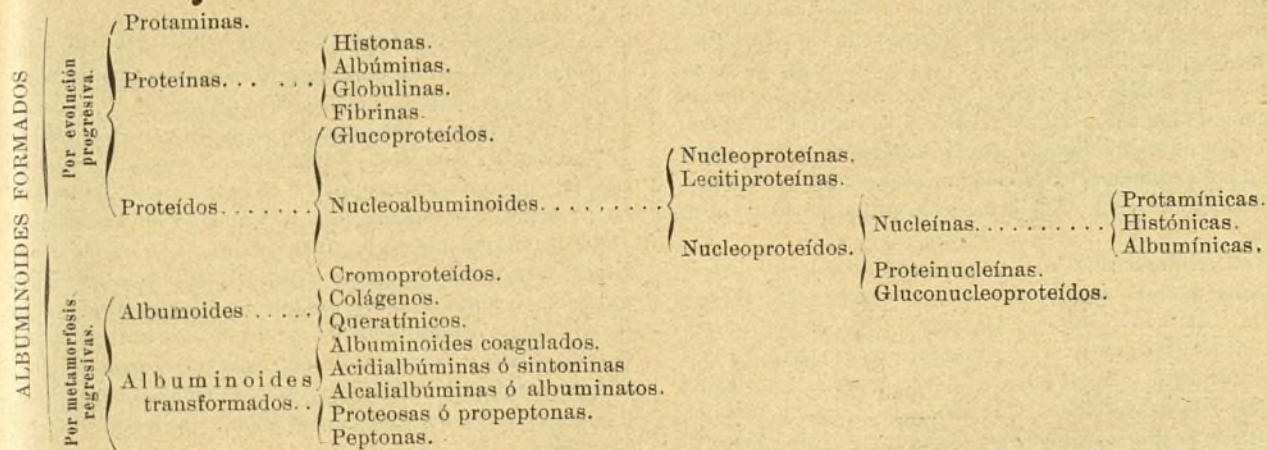 ALBUMINOIDES FORMADOS
Por evolución
progresiva.
Protaminas.
Proteínas. . . . . .
Histonas.
Albúminas.
Globulinas.
Fibrinas.
Proteídos. . . . . . .
Glucoproteídos.
Nucleoalbuminoides. . . . . . . . .
Nucleoproteínas.
Lecitiproteínas.
Nucleoproteídos.
Nucleínas. . . . . . . . . .
Protamínicas.
Histónicas.
Albumínicas.
Proteinucleínas.
Gluconucleoproteídos.
Cromoproteídos.
Por metamorfosis
regresivas.
Albumoides . . . . .
Colágenos.
Queratínicos.
Albuminoides
transformados. .
Albuminoides coagulados.
Acidialbúminas ó sintoninas
Alcalialbúminas ó albuminatos.
Proteosas ó propeptonas.
Peptonas.